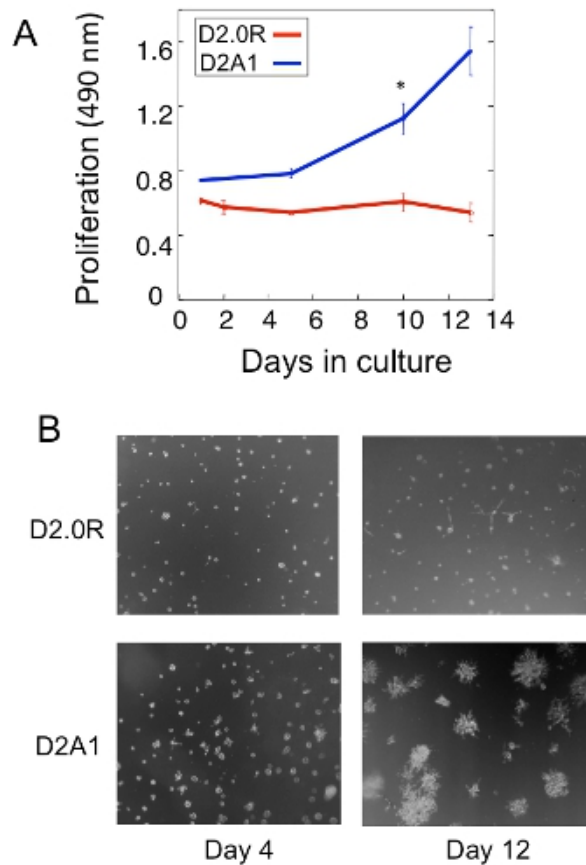 A
Proliferation (490 nm)
1.6
1.2
0.8
0.4
0
D2.0R
D2A1
*
0 2 4 6 8 10 12 14
Days in culture
B
D2.0R
D2A1
Day 4 Day 12